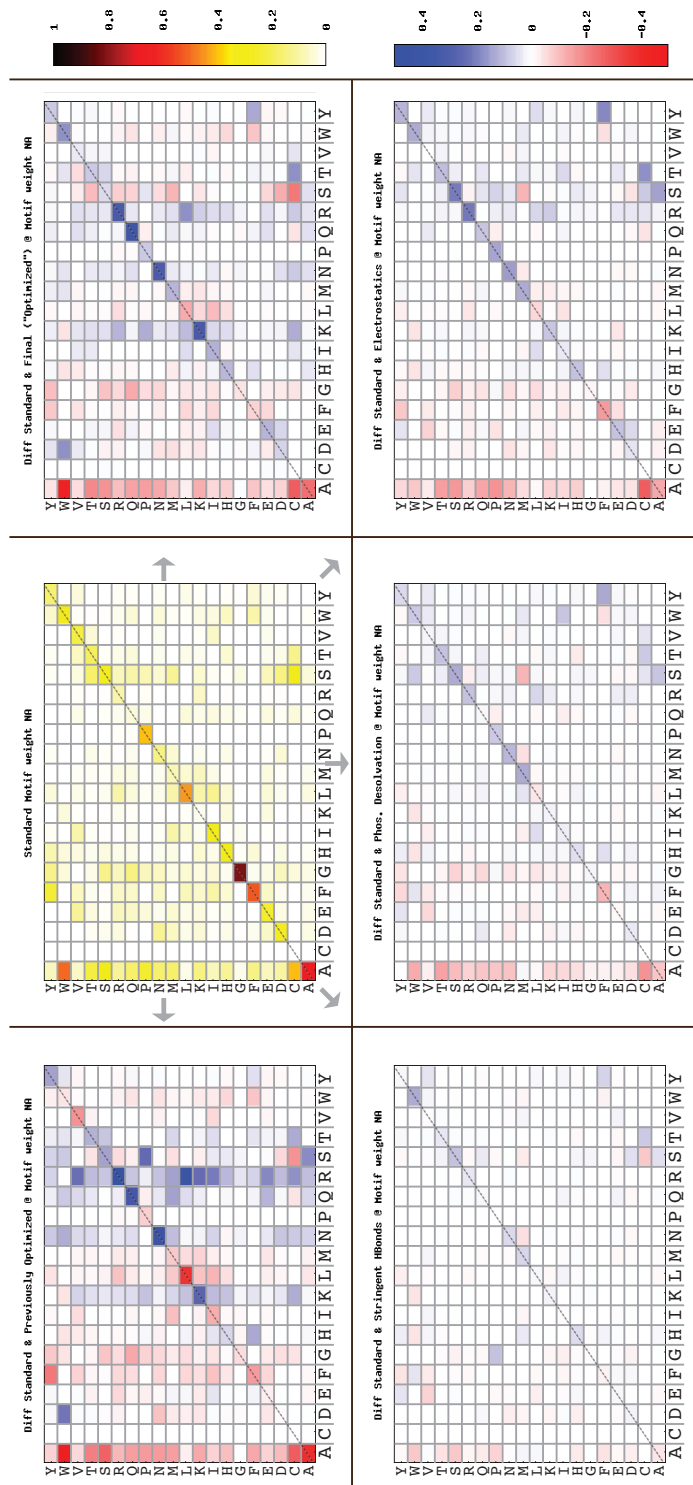 Diff Standard & Previously Optimized @ Motif weight NA
Y W V T S R Q P N M L K I H G F E D C A
A C D E F G H I K L M N P Q R S T V W Y
Standard Motif weight NA
Y W V T S R Q P N M L K I H G F E D C A
A C D E F G H I K L M N P Q R S T V W Y
Diff Standard & Final ("Optimized") @ Motif weight NA
Y W V T S R Q P N M L K I H G F E D C A
A C D E F G H I K L M N P Q R S T V W Y
1
0.8
0.6
0.4
0.2
0
Diff Standard & Stringent HBonds @ Motif weight NA
Y W V T S R Q P N M L K I H G F E D C A
A C D E F G H I K L M N P Q R S T V W Y
Diff Standard & Phos. Desolvation @ Motif weight NA
Y W V T S R Q P N M L K I H G F E D C A
A C D E F G H I K L M N P Q R S T V W Y
Diff Standard & Electrostatics @ Motif weight NA
Y W V T S R Q P N M L K I H G F E D C A
A C D E F G H I K L M N P Q R S T V W Y
0.4
0.2
0
-0.2
-0.4